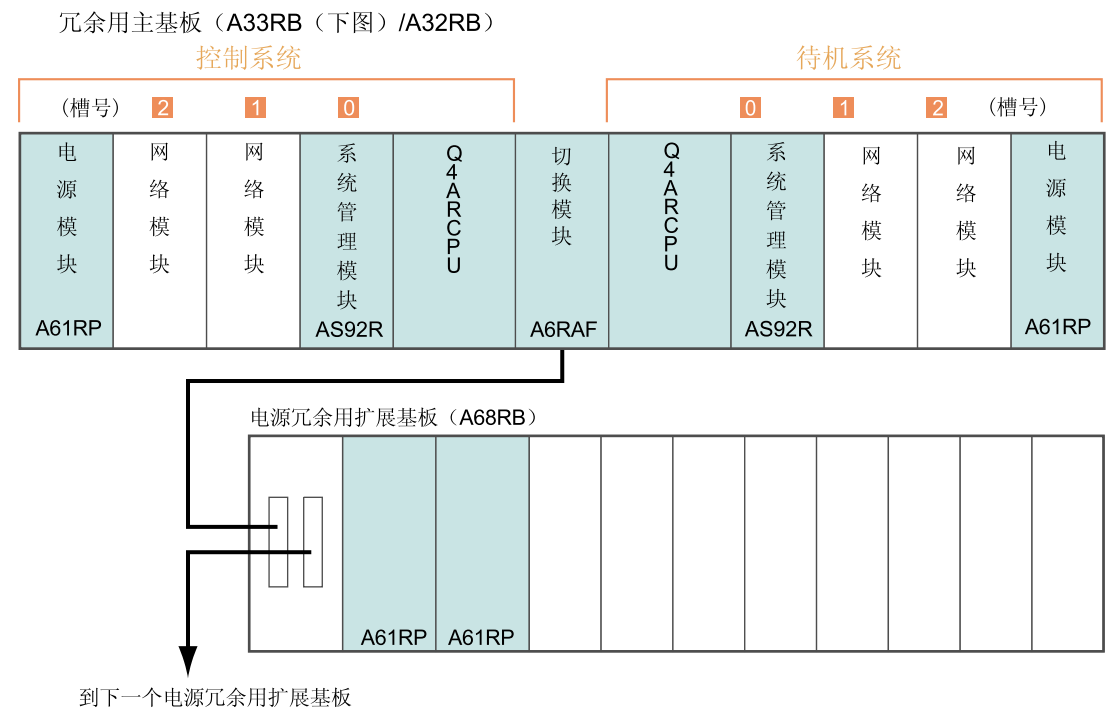 冗余用主基板（A33RB（下图）/A32RB）
控制系统 待机系统
（槽号） 2 1 0 0 1 2 （槽号）
电源模块 A61RP
网络模块
网络模块
系统管理模块 AS92R
Q4ARCPU
切换模块 A6RAF
Q4ARCPU
系统管理模块 AS92R
网络模块
网络模块
电源模块 A61RP
电源冗余用扩展基板（A68RB）
A61RP A61RP
到下一个电源冗余用扩展基板